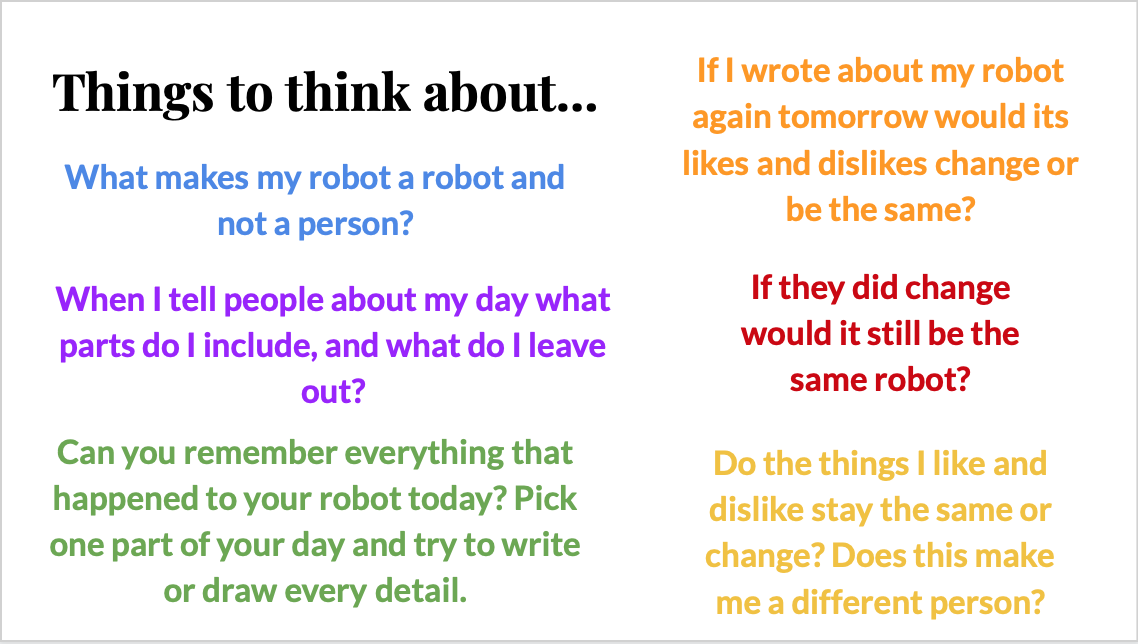 Things to think about...
What makes my robot a robot and
not a person?
When I tell people about my day what
parts do I include, and what do I leave
out?
Can you remember everything that
happened to your robot today? Pick
one part of your day and try to write
or draw every detail.
If I wrote about my robot
again tomorrow would its
likes and dislikes change or
be the same?
If they did change
would it still be the
same robot?
Do the things I like and
dislike stay the same or
change? Does this make
me a different person?